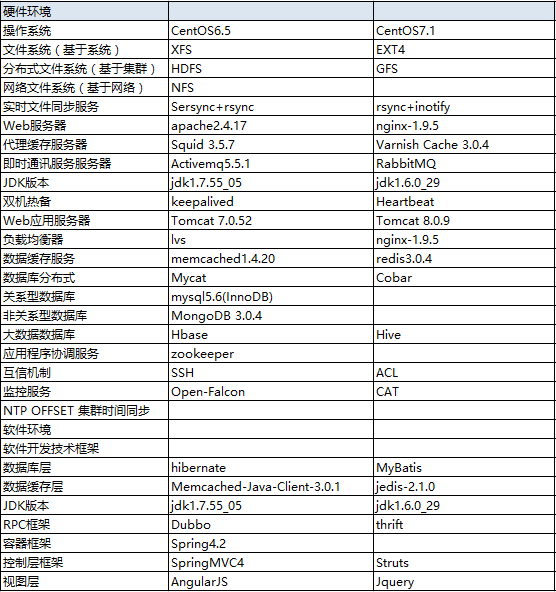 硬件环境
操作系统 CentOS6.5 CentOS7.1
文件系统（基于系统） XFS EXT4
分布式文件系统（基于集群） HDFS GFS
网络文件系统（基于网络） NFS
实时文件同步服务 Sersync+rsync rsync+inotify
Web服务器 apache2.4.17 nginx-1.9.5
代理缓存服务器 Squid 3.5.7 Varnish Cache 3.0.4
即时通讯服务服务器 Activemq5.5.1 RabbitMQ
JDK版本 jdk1.7.55_05 jdk1.6.0_29
双机热备 keepalived Heartbeat
Web应用服务器 Tomcat 7.0.52 Tomcat 8.0.9
负载均衡器 lvs nginx-1.9.5
数据缓存服务 memcached1.4.20 redis3.0.4
数据库分布式 Mycat Cobar
关系型数据库 mysql5.6(InnoDB)
非关系型数据库 MongoDB 3.0.4
大数据数据库 Hbase Hive
应用程序协调服务 zookeeper
互信机制 SSH ACL
监控服务 Open-Falcon CAT
NTP OFFSET 集群时间同步
软件环境
软件开发技术框架
数据库层 hibernate MyBatis
数据缓存层 Memcached-Java-Client-3.0.1 jedis-2.1.0
JDK版本 jdk1.7.55_05 jdk1.6.0_29
RPC框架 Dubbo thrift
容器框架 Spring4.2
控制层框架 SpringMVC4 Struts
视图层 AngularJS Jquery